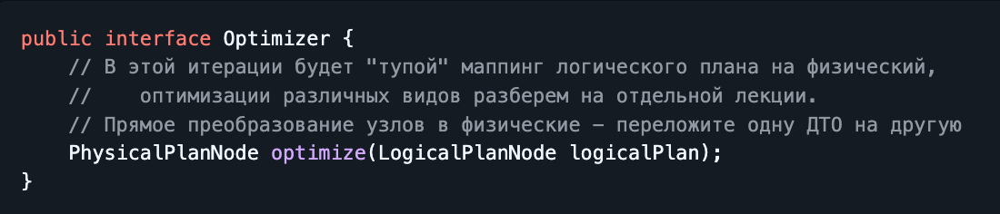 public interface Optimizer {
    // В этой итерации будет "тупой" маппинг логического плана на физический,
    //    оптимизации различных видов разберем на отдельной лекции.
    // Прямое преобразование узлов в физические – переложите одну ДТО на другую
    PhysicalPlanNode optimize(LogicalPlanNode logicalPlan);
}